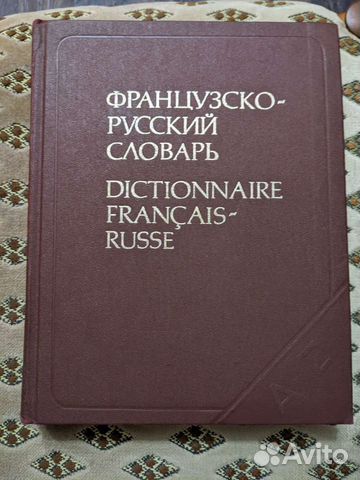 ФРАНЦУЗСКО-
РУССКИЙ
СЛОВАРЬ
DICTIONNAIRE
FRANÇAIS-
RUSSE
Avito